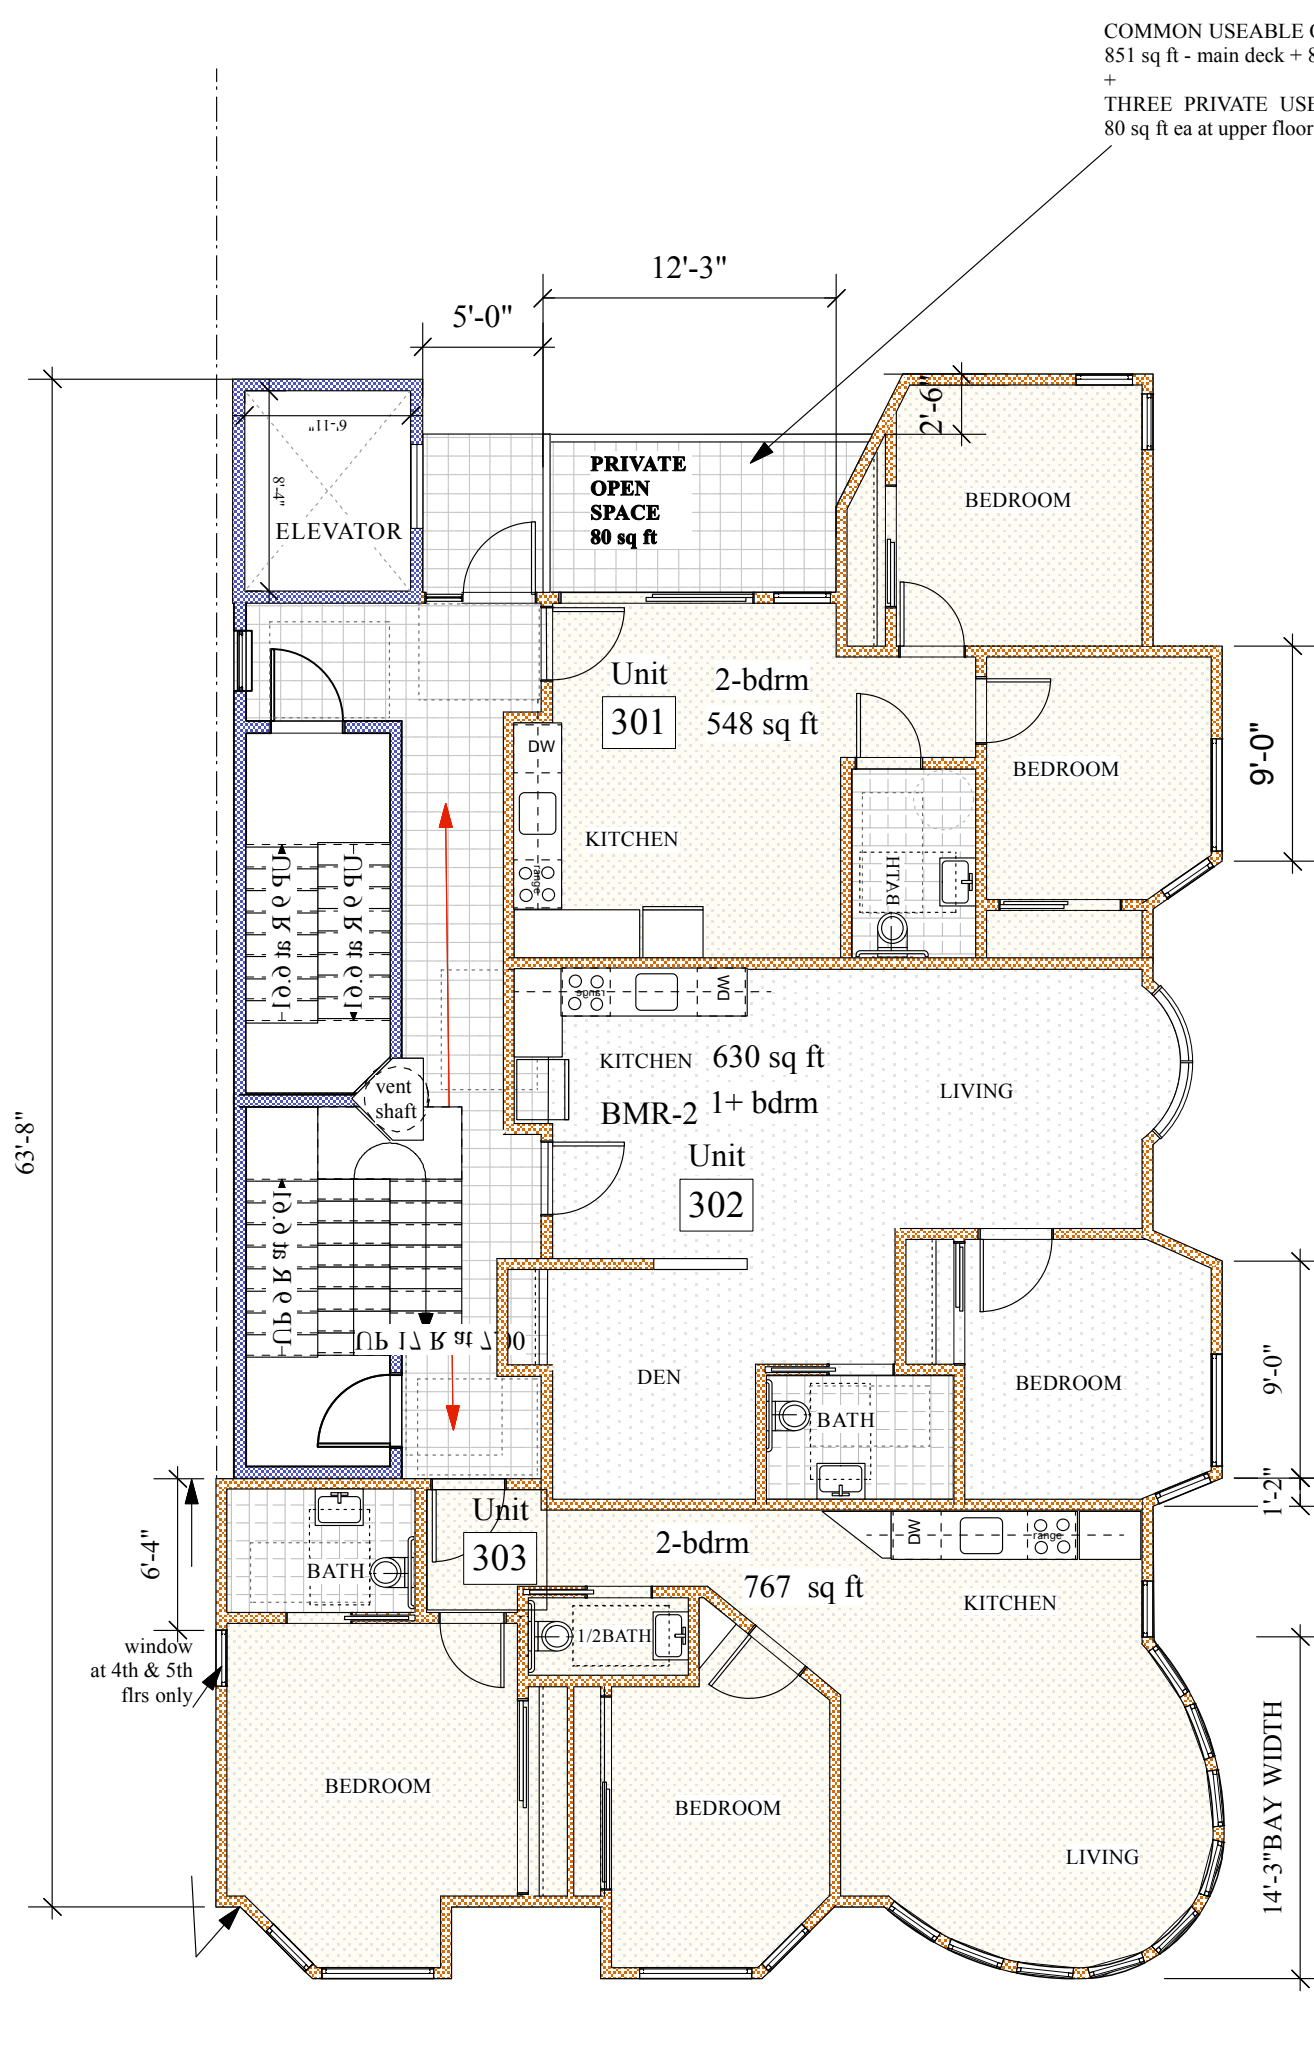 COMMON USEABLE
851 sq ft - main deck +
+
THREE PRIVATE
80 sq ft ea at upper floor
12'-3"
5'-0"
2'-6"
6'-11"
8'-4"
ELEVATOR
PRIVATE
OPEN
SPACE
80 sq ft
BEDROOM
Unit
301
2-bdrm
548 sq ft
DW
KITCHEN
range
BATH
BEDROOM
9'-0"
UP 9 R at 6.61
UP 9 R at 6.61
vent
shaft
63'-8"
range
DW
KITCHEN
630 sq ft
1+ bdrm
BMR-2
LIVING
Unit
302
UP 9 R at 6.61
UP 17 R at 7.00
DEN
BATH
BEDROOM
9'-0"
1'-2"
6'-4"
BATH
Unit
303
2-bdrm
767 sq ft
DW
range
KITCHEN
1/2BATH
window
at 4th & 5th
flrs only
BEDROOM
BEDROOM
LIVING
14'-3"BAY WIDTH